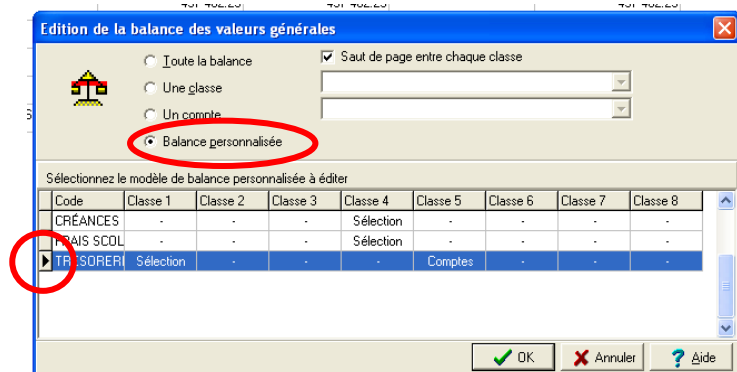 Edition de la balance des valeurs générales
Toute la balance
Saut de page entre chaque classe
Une classe
Un compte
Balance personnalisée
Sélectionnez le modèle de balance personnalisée à éditer
Code Classe 1 Classe 2 Classe 3 Classe 4 Classe 5 Classe 6 Classe 7 Classe 8
CRÉANCES - - - Sélection - - - -
FRAIS SCOL - - - Sélection - - - -
TRESORERI Sélection - - - Comptes - - -
OK Annuler ? Aide